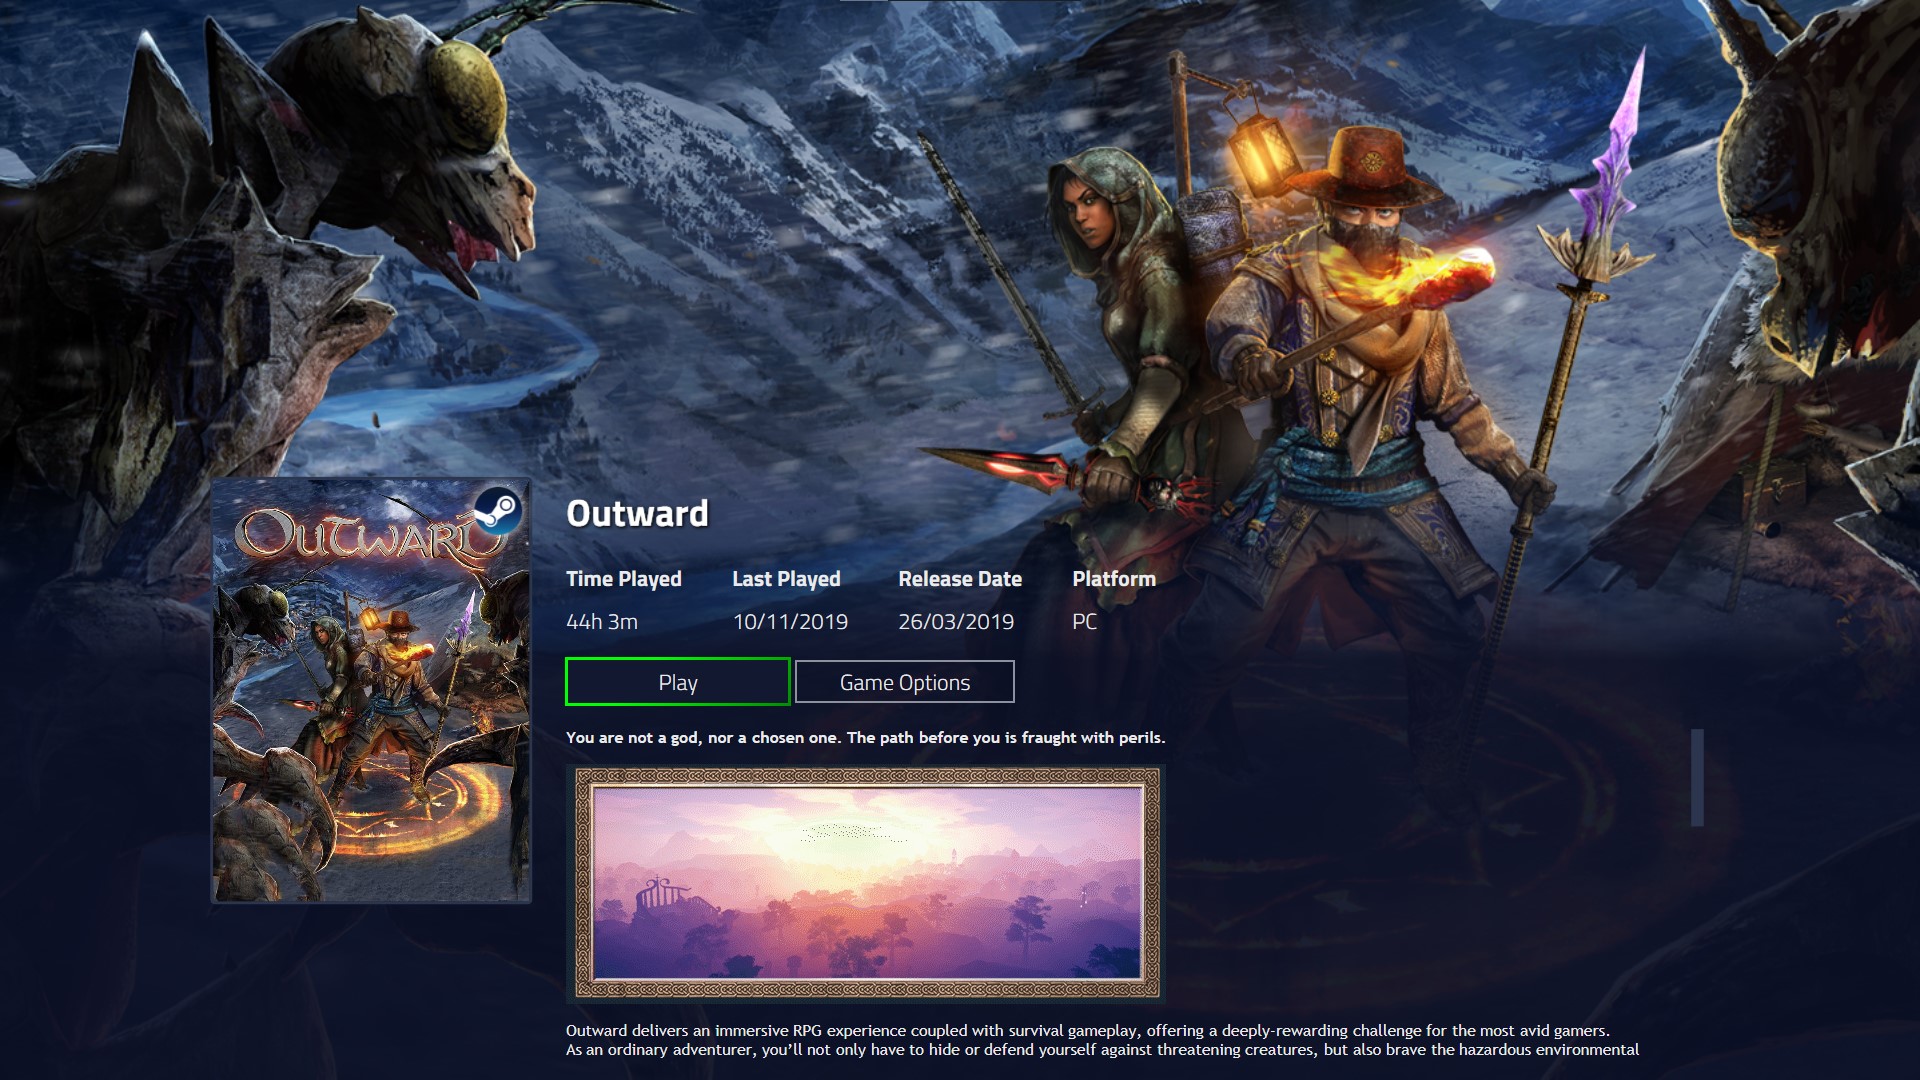 OUTWARD
Outward
Time Played Last Played Release Date Platform
44h 3m 10/11/2019 26/03/2019 PC
Play Game Options
You are not a god, nor a chosen one. The path before you is fraught with perils.
Outward delivers an immersive RPG experience coupled with survival gameplay, offering a deeply-rewarding challenge for the most avid gamers.
As an ordinary adventurer, you’ll not only have to hide or defend yourself against threatening creatures, but also brave the hazardous environmental